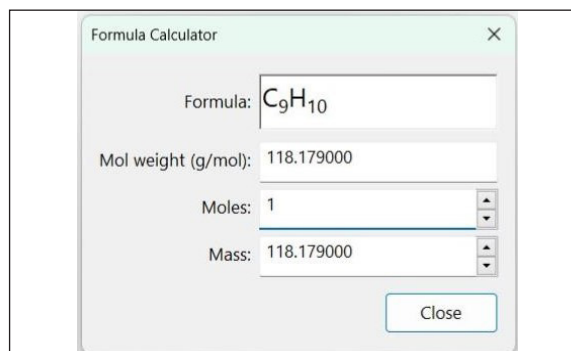 Formula Calculator
Formula: C₉H₁₀
Mol weight (g/mol): 118.179000
Moles: 1
Mass: 118.179000
Close